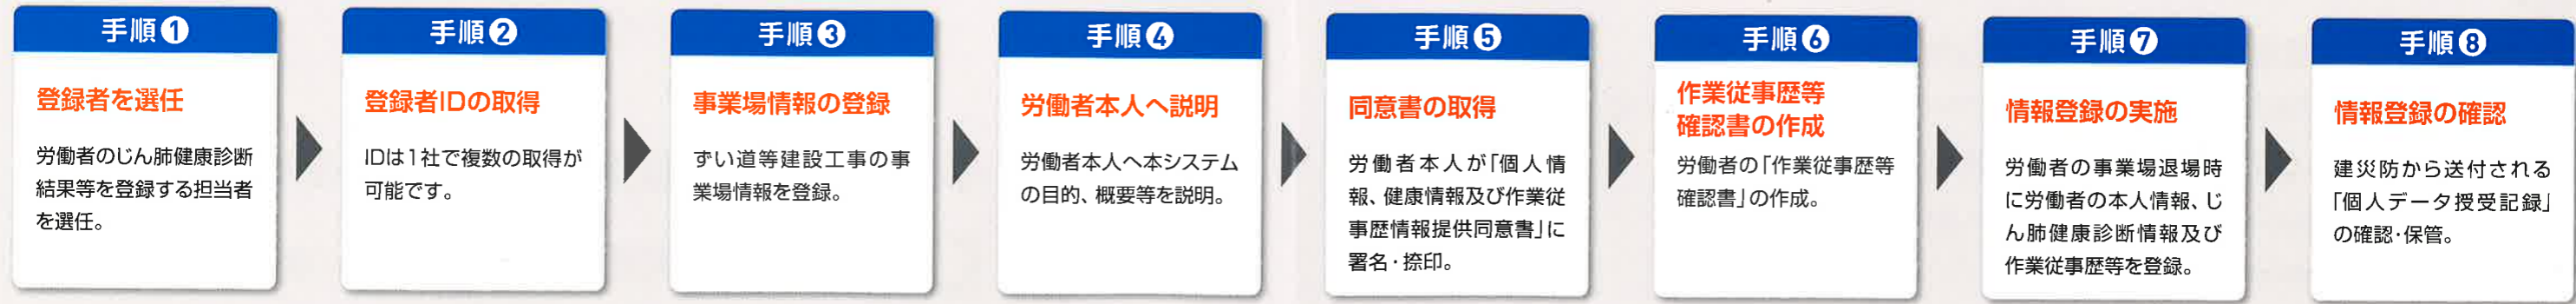 手順❶
登録者を選任
労働者のじん肺健康診断
結果等を登録する担当者
を選任。
手順❷
登録者IDの取得
IDは1社で複数の取得が
可能です。
手順❸
事業場情報の登録
ずい道等建設工事の事
業場情報を登録。
手順❹
労働者本人へ説明
労働者本人へ本システム
の目的、概要等を説明。
手順❺
同意書の取得
労働者本人が「個人情
報、健康情報及び作業従
事歴情報提供同意書」に
署名・捺印。
手順❻
作業従事歴等
確認書の作成
労働者の「作業従事歴等
確認書」の作成。
手順❼
情報登録の実施
労働者の事業場退場時
に労働者の本人情報、じ
ん肺健康診断情報及び
作業従事歴等を登録。
手順❽
情報登録の確認
建災防から送付される
「個人データ授受記録」
の確認・保管。